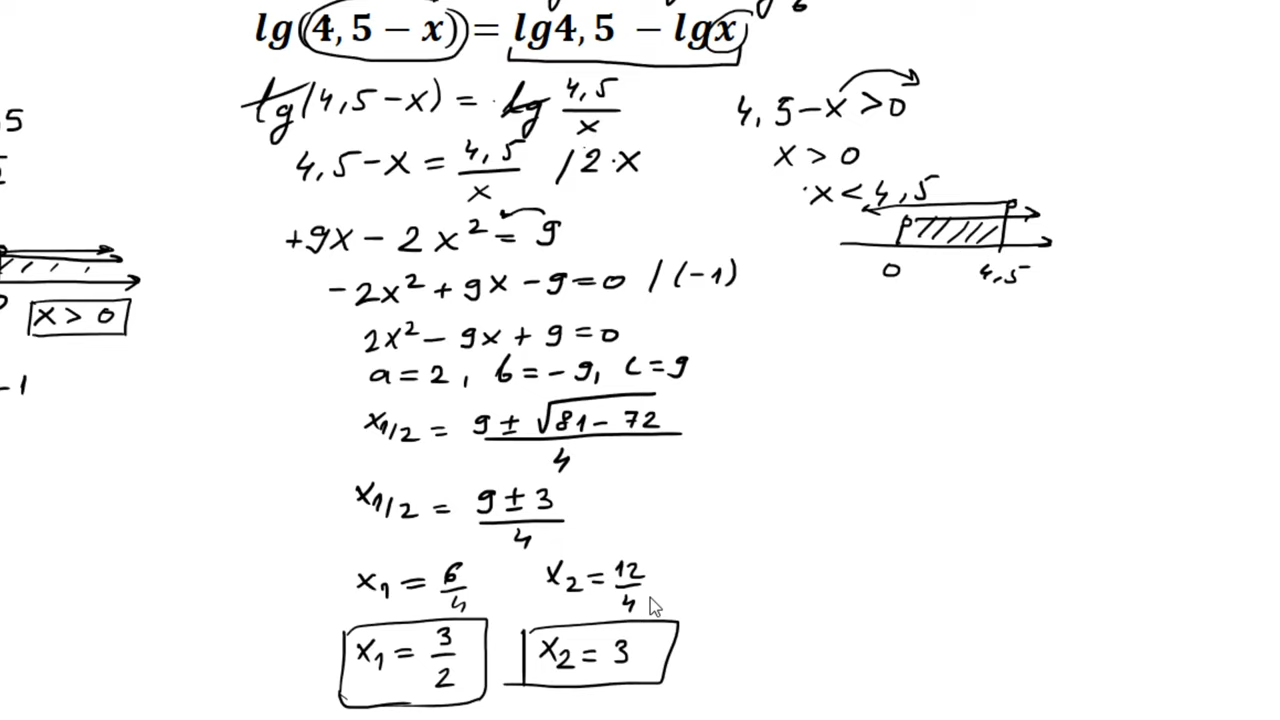 lg(4,5 − x) = lg4,5 − lgx
lg(4,5−x) = lg 4,5/x
4,5−x = 4,5/x /2·x
+9x − 2x² = 9
−2x² + 9x − 9 = 0 /(−1)
2x² − 9x + 9 = 0
a = 2, b = −9, c = 9
x₁/₂ = 9 ± √81−72 / 4
x₁/₂ = 9 ± 3 / 4
x₁ = 6/4 x₂ = 12/4
x₁ = 3/2 x₂ = 3
4,5−x > 0
x > 0
x < 4,5
0 4,5
5
x > 0
−1